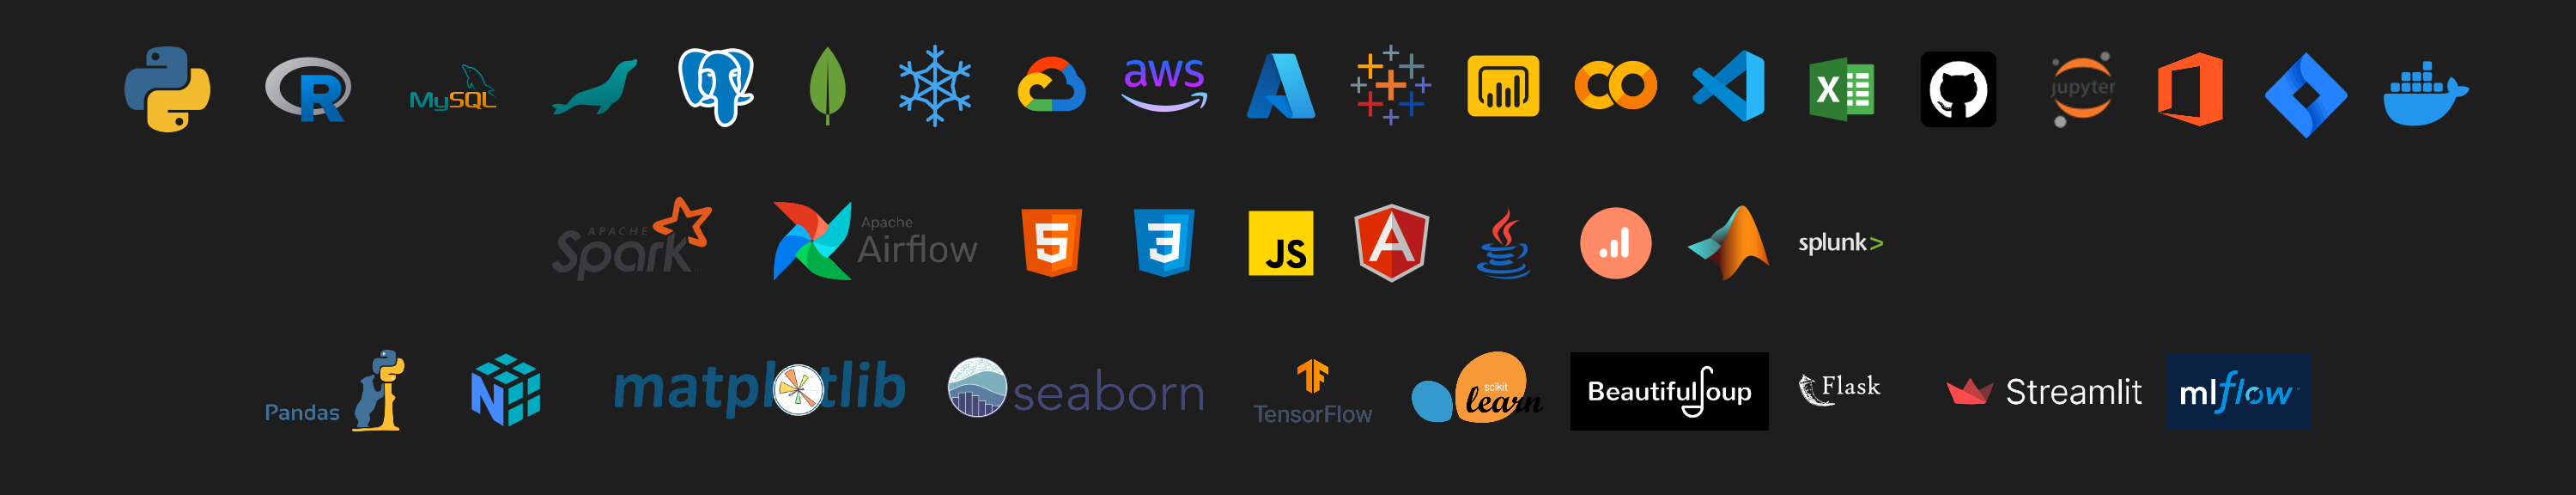 R
MySQL
aws
X
jupyter
APACHE
Spark
Apache
Airflow
5
3
JS
A
splunk>
Pandas
N
matplotlib
seaborn
TF
TensorFlow
scikit
learn
BeautifulSoup
Flask
Streamlit
mlflow